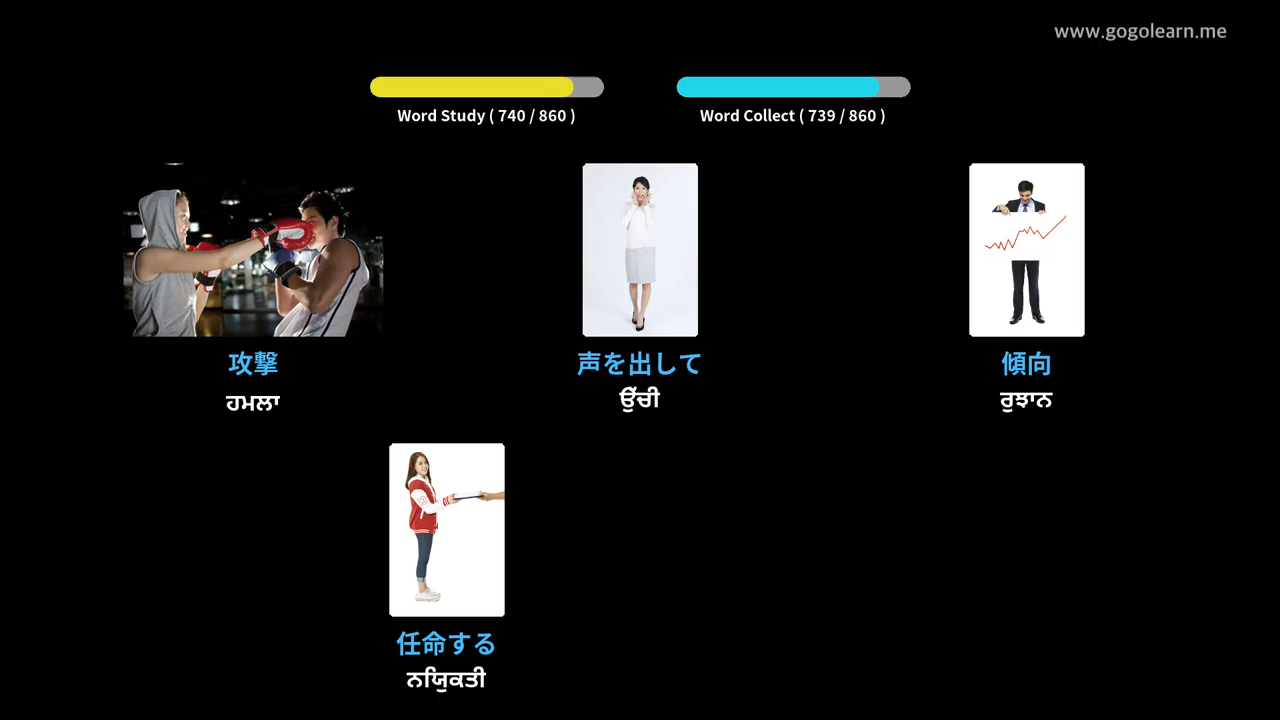 www.gogolearn.me
Word Study ( 740 / 860 )
Word Collect ( 739 / 860 )
攻撃
ਹਮਲਾ
声を出して
ਉੱਚੀ
傾向
ਰੁਝਾਨ
任命する
ਨਿਯੁਕਤੀ